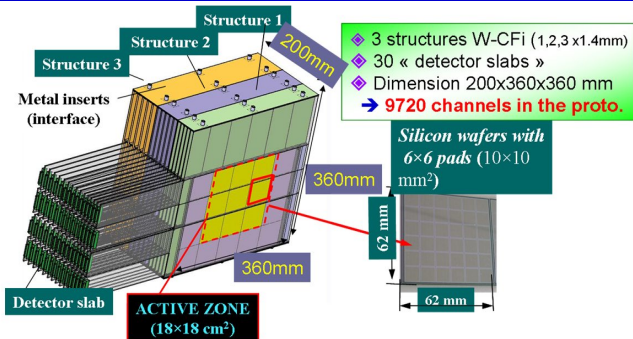 Structure 1
Structure 2
Structure 3
Metal inserts
(interface)
200mm
❖ 3 structures W-CFi (1,2,3 x1.4mm)
❖ 30 « detector slabs »
❖ Dimension 200x360x360 mm
➔ 9720 channels in the proto.
Silicon wafers with
6×6 pads (10×10
mm²)
360mm
360mm
62 mm
62 mm
Detector slab
ACTIVE ZONE
(18×18 cm²)